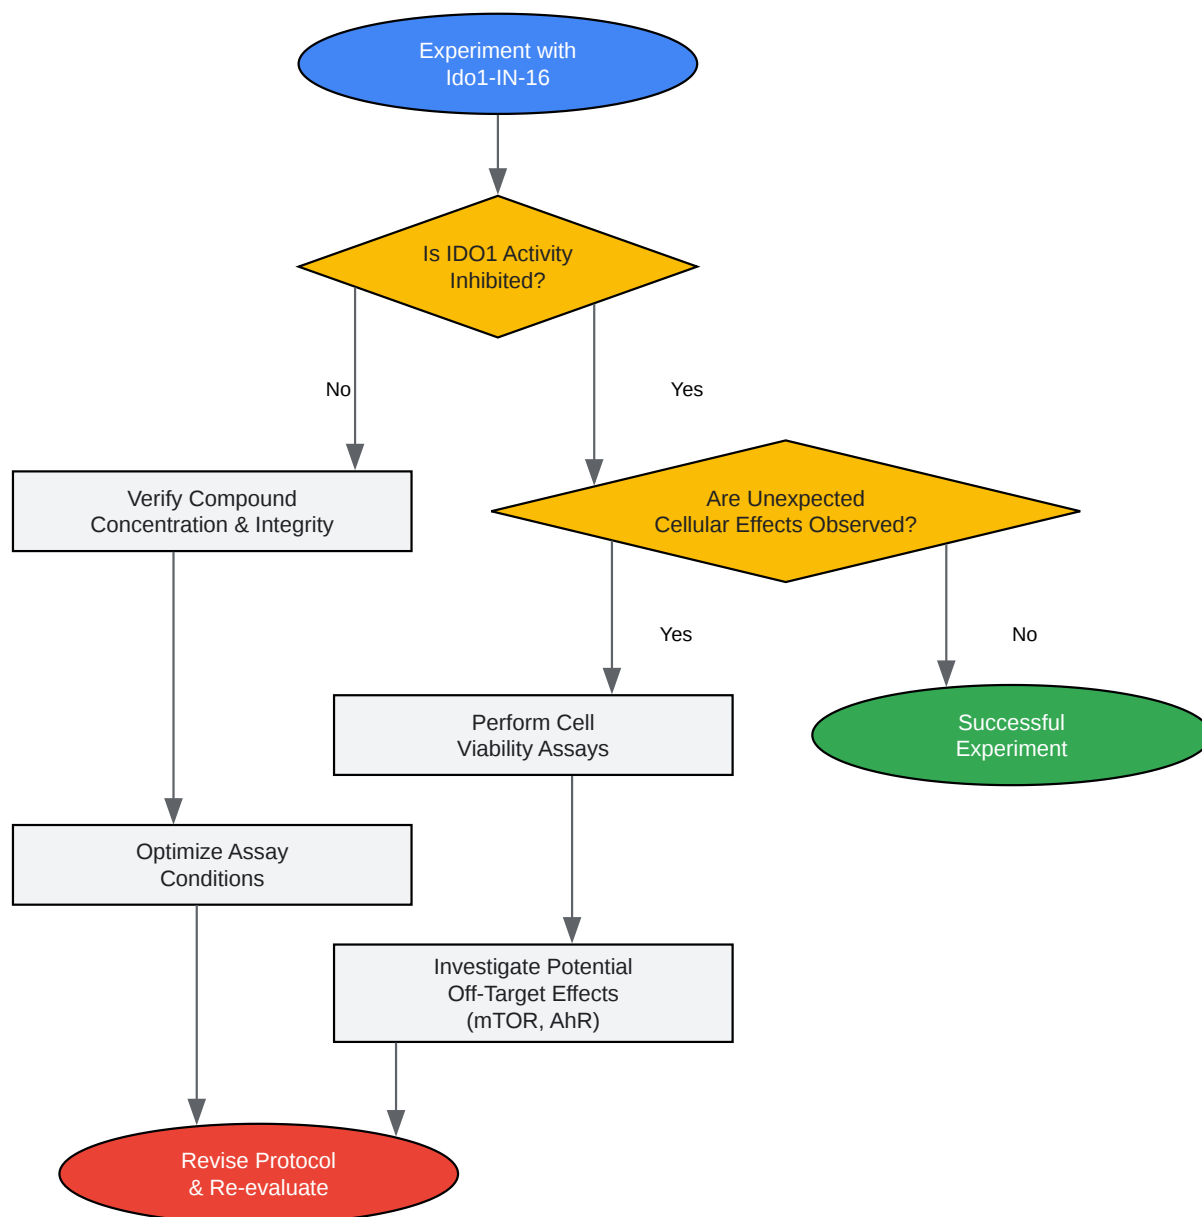 Experiment with
Ido1-IN-16
Is IDO1 Activity
Inhibited?
No
Yes
Verify Compound
Concentration & Integrity
Are Unexpected
Cellular Effects Observed?
Yes
No
Perform Cell
Viability Assays
Successful
Experiment
Optimize Assay
Conditions
Investigate Potential
Off-Target Effects
(mTOR, AhR)
Revise Protocol
& Re-evaluate